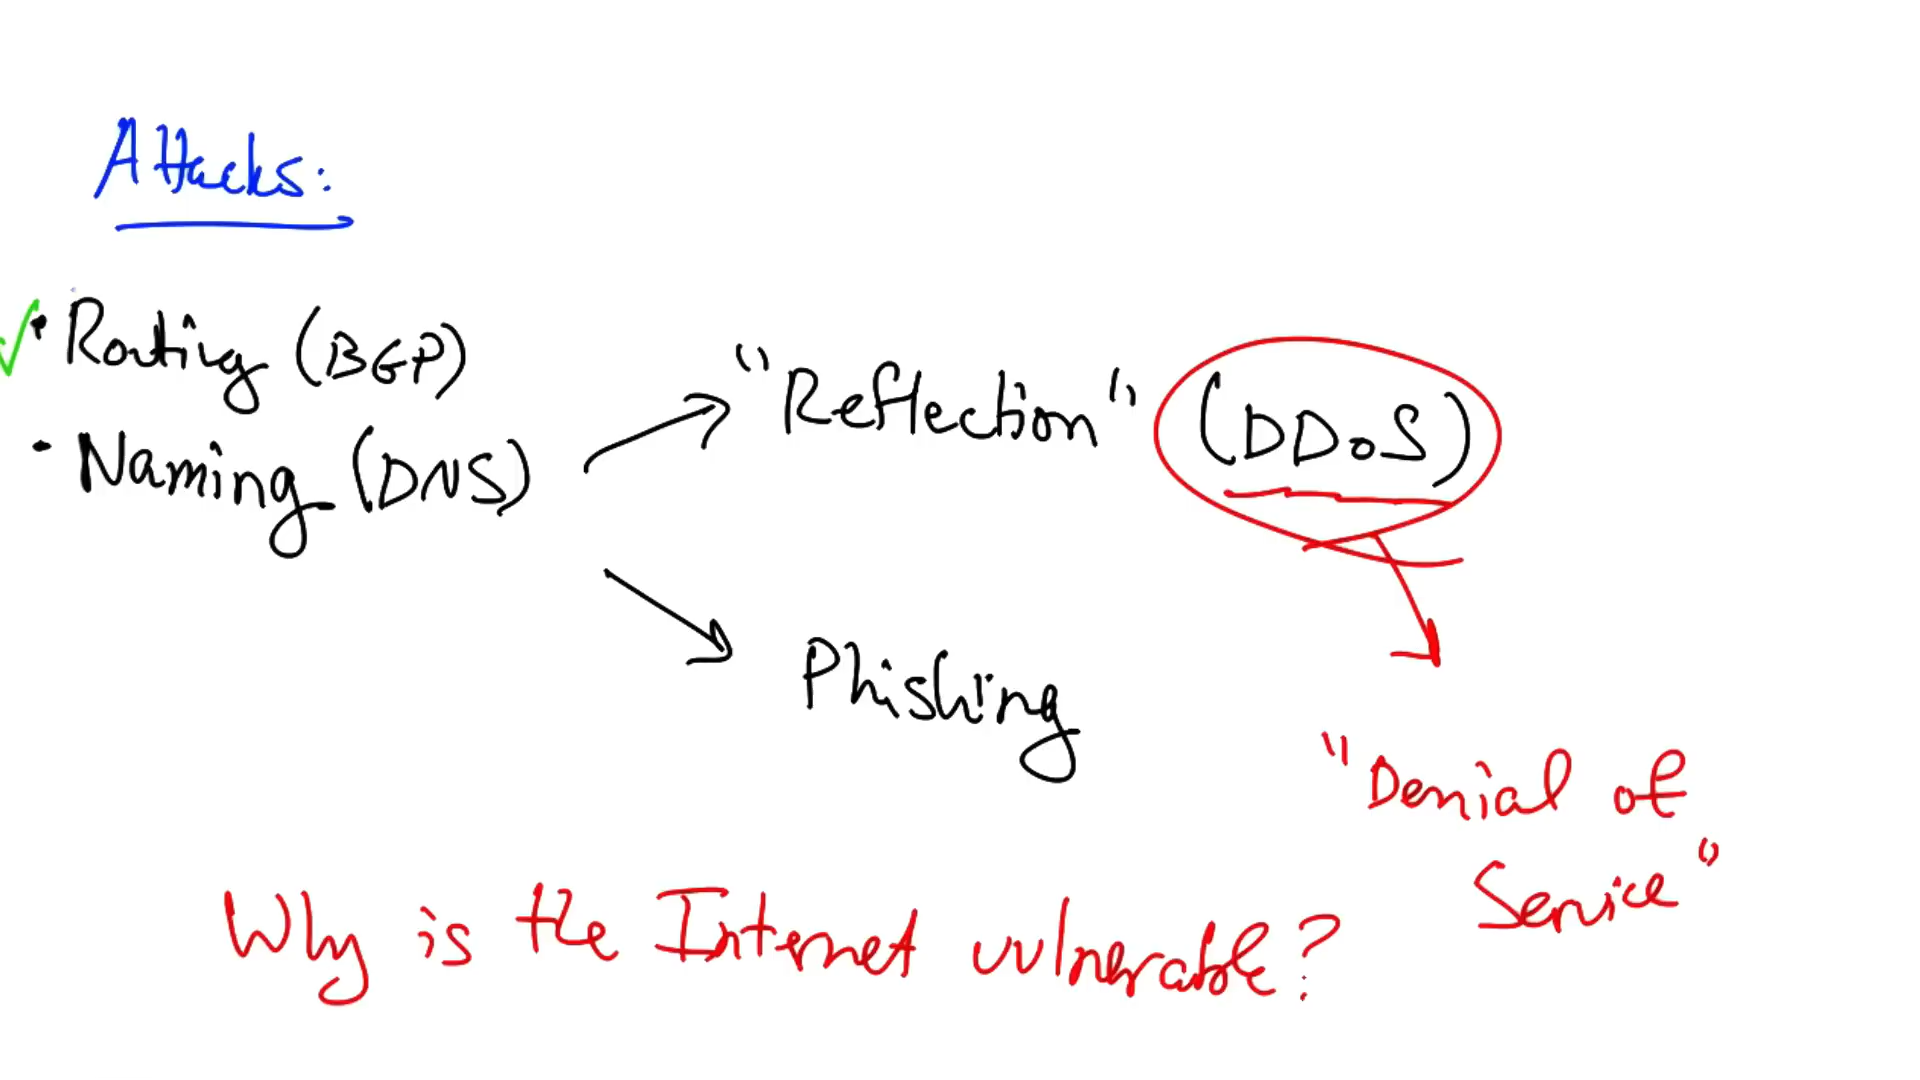 Attacks:
• Routing (BGP)
• Naming (DNS)
"Reflection" (DDoS)
Phishing
"Denial of
Service"
Why is the Internet vulnerable?